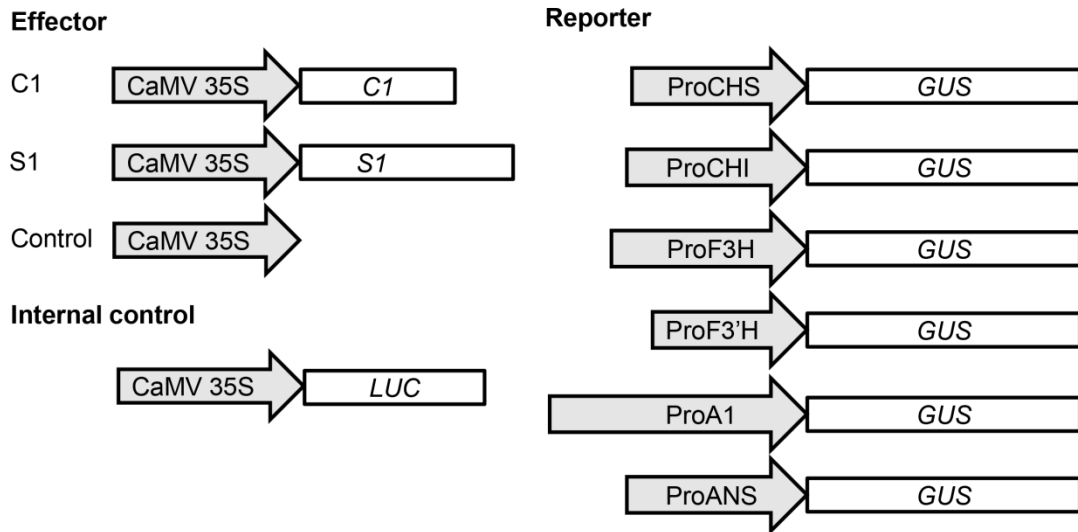 Effector
C1 CaMV 35S C1
S1 CaMV 35S S1
Control CaMV 35S
Internal control
CaMV 35S LUC
Reporter
ProCHS GUS
ProCHI GUS
ProF3H GUS
ProF3’H GUS
ProA1 GUS
ProANS GUS